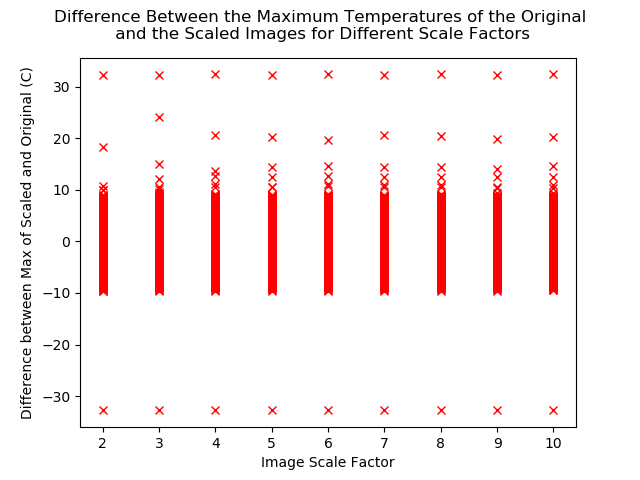 Difference Between the Maximum Temperatures of the Original
and the Scaled Images for Different Scale Factors
Difference between Max of Scaled and Original (C)
30
20
10
0
−10
−20
−30
2 3 4 5 6 7 8 9 10
Image Scale Factor